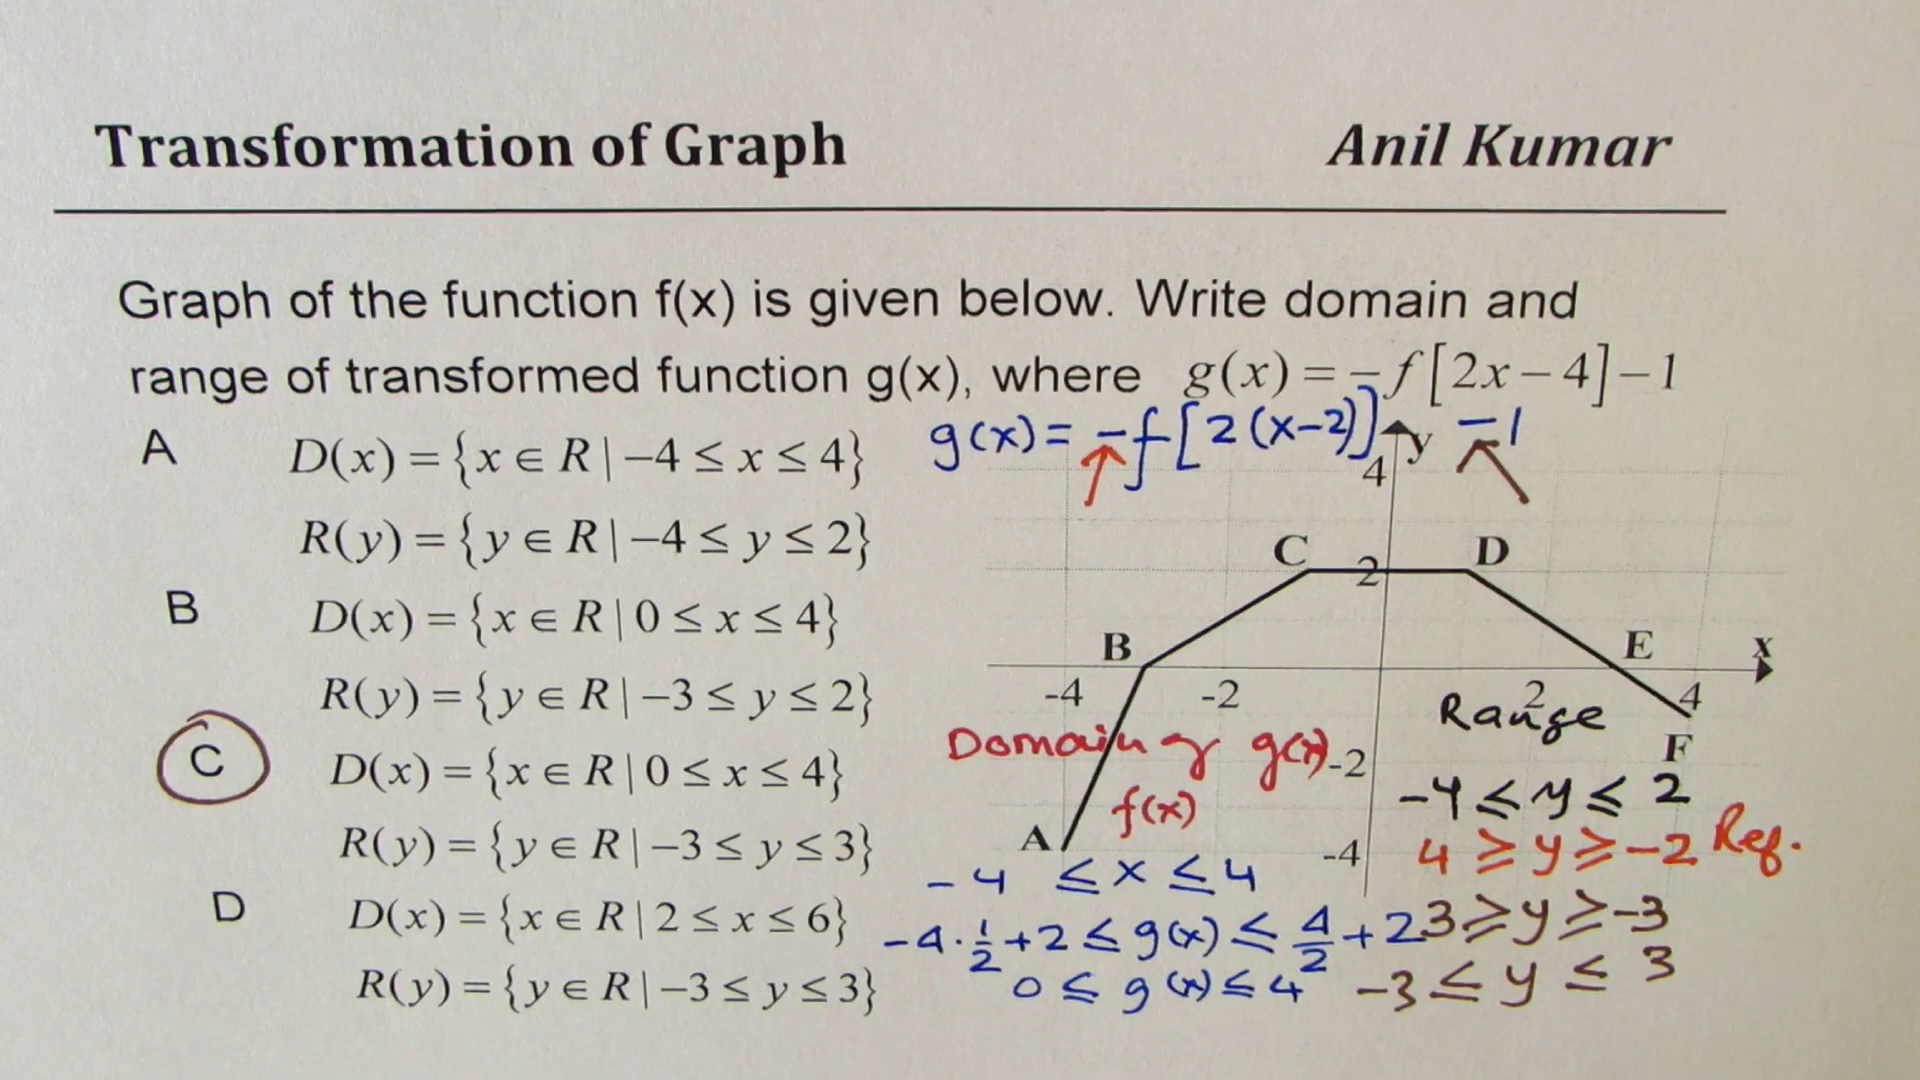 Transformation of Graph Anil Kumar
Graph of the function f(x) is given below. Write domain and
range of transformed function g(x), where g(x) = −f[2x − 4] − 1
g(x) = −f[2(x−2)] −1
A D(x) = {x ∈ R | −4 ≤ x ≤ 4}
R(y) = {y ∈ R | −4 ≤ y ≤ 2}
B D(x) = {x ∈ R | 0 ≤ x ≤ 4}
R(y) = {y ∈ R | −3 ≤ y ≤ 2}
C D(x) = {x ∈ R | 0 ≤ x ≤ 4}
R(y) = {y ∈ R | −3 ≤ y ≤ 3}
D D(x) = {x ∈ R | 2 ≤ x ≤ 6}
R(y) = {y ∈ R | −3 ≤ y ≤ 3}
y
4
C 2 D
B E x
-4 -2 2 4
F
-2
A -4
Domain of g(x)
f(x)
−4 ≤ x ≤ 4
−4·1/2+2 ≤ g(x) ≤ 4/2+2
0 ≤ g(x) ≤ 4
Range
−4 ≤ y ≤ 2
4 ≥ y ≥ −2 Ref.
3 ≥ y ≥ −3
−3 ≤ y ≤ 3